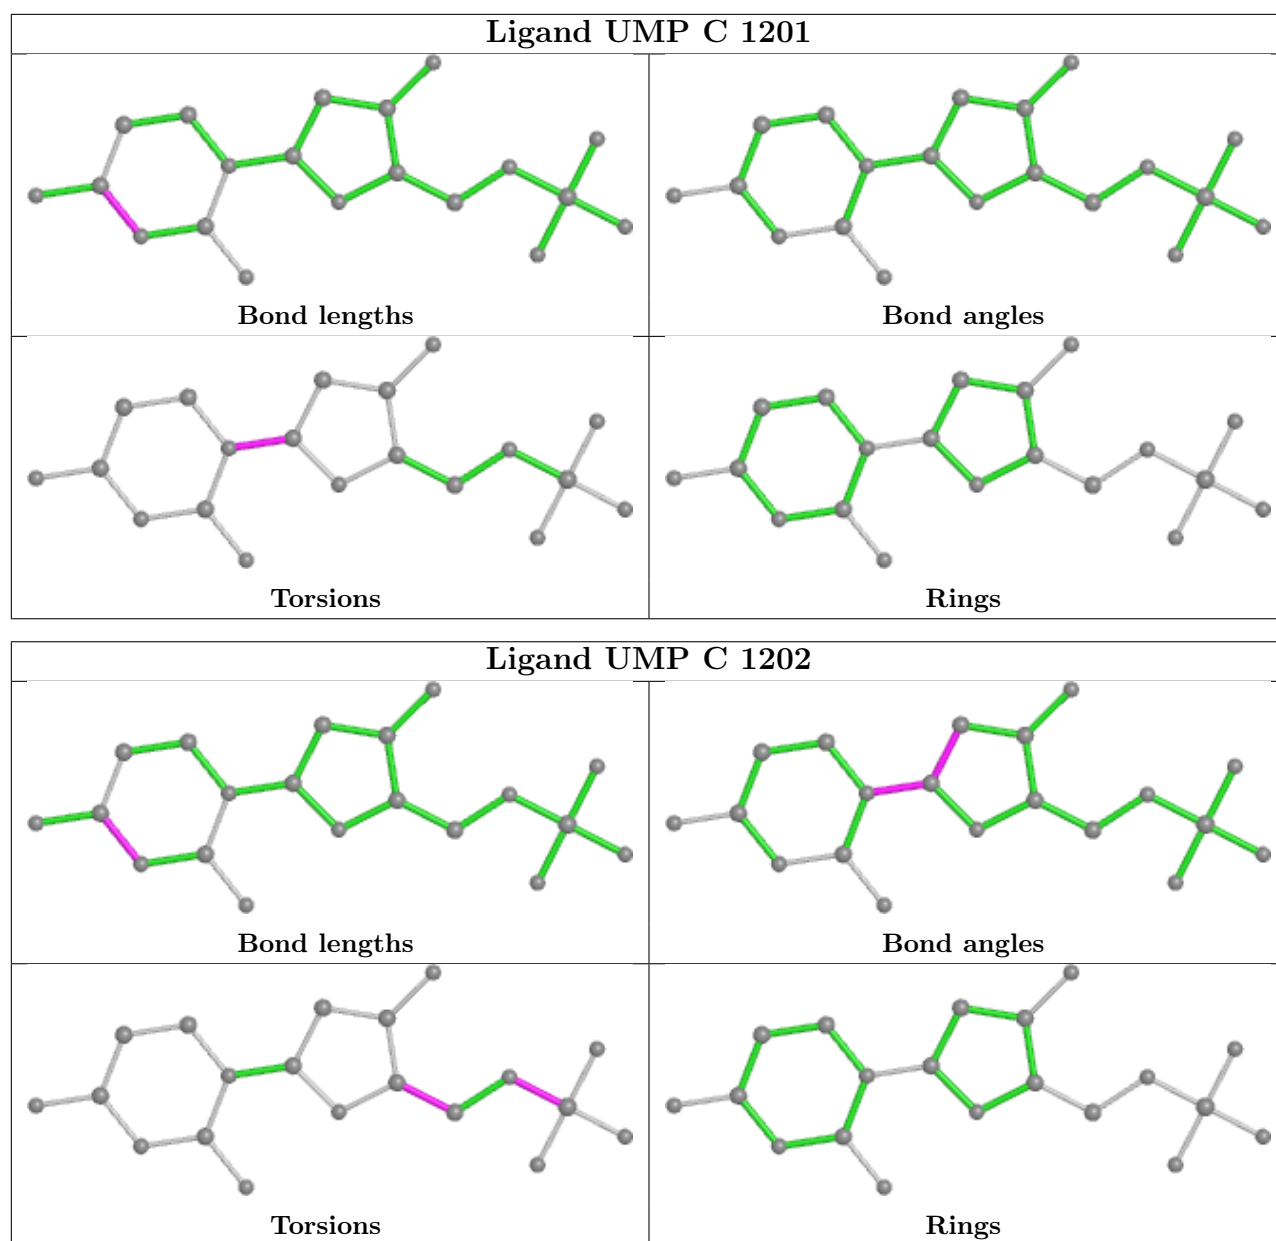 Ligand UMP C 1201
Bond lengths
Bond angles
Torsions
Rings
Ligand UMP C 1202
Bond lengths
Bond angles
Torsions
Rings